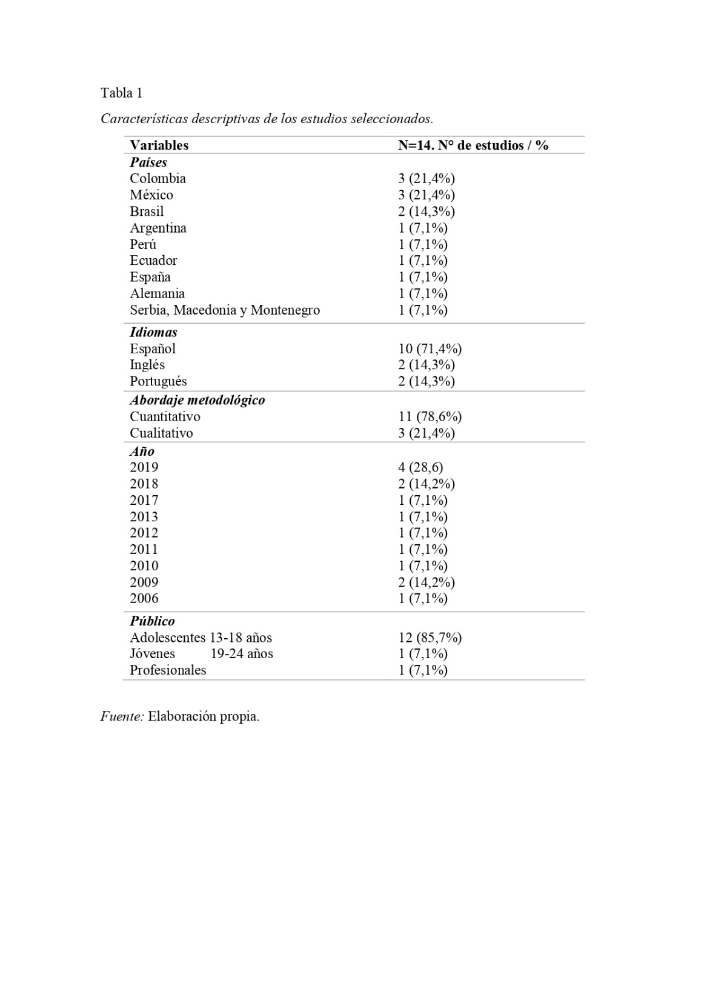 Tabla 1
Características descriptivas de los estudios seleccionados.
Variables N=14. N° de estudios / %
Países
Colombia 3 (21,4%)
México 3 (21,4%)
Brasil 2 (14,3%)
Argentina 1 (7,1%)
Perú 1 (7,1%)
Ecuador 1 (7,1%)
España 1 (7,1%)
Alemania 1 (7,1%)
Serbia, Macedonia y Montenegro 1 (7,1%)
Idiomas
Español 10 (71,4%)
Inglés 2 (14,3%)
Portugués 2 (14,3%)
Abordaje metodológico
Cuantitativo 11 (78,6%)
Cualitativo 3 (21,4%)
Año
2019 4 (28,6)
2018 2 (14,2%)
2017 1 (7,1%)
2013 1 (7,1%)
2012 1 (7,1%)
2011 1 (7,1%)
2010 1 (7,1%)
2009 2 (14,2%)
2006 1 (7,1%)
Público
Adolescentes 13-18 años 12 (85,7%)
Jóvenes 19-24 años 1 (7,1%)
Profesionales 1 (7,1%)
Fuente: Elaboración propia.